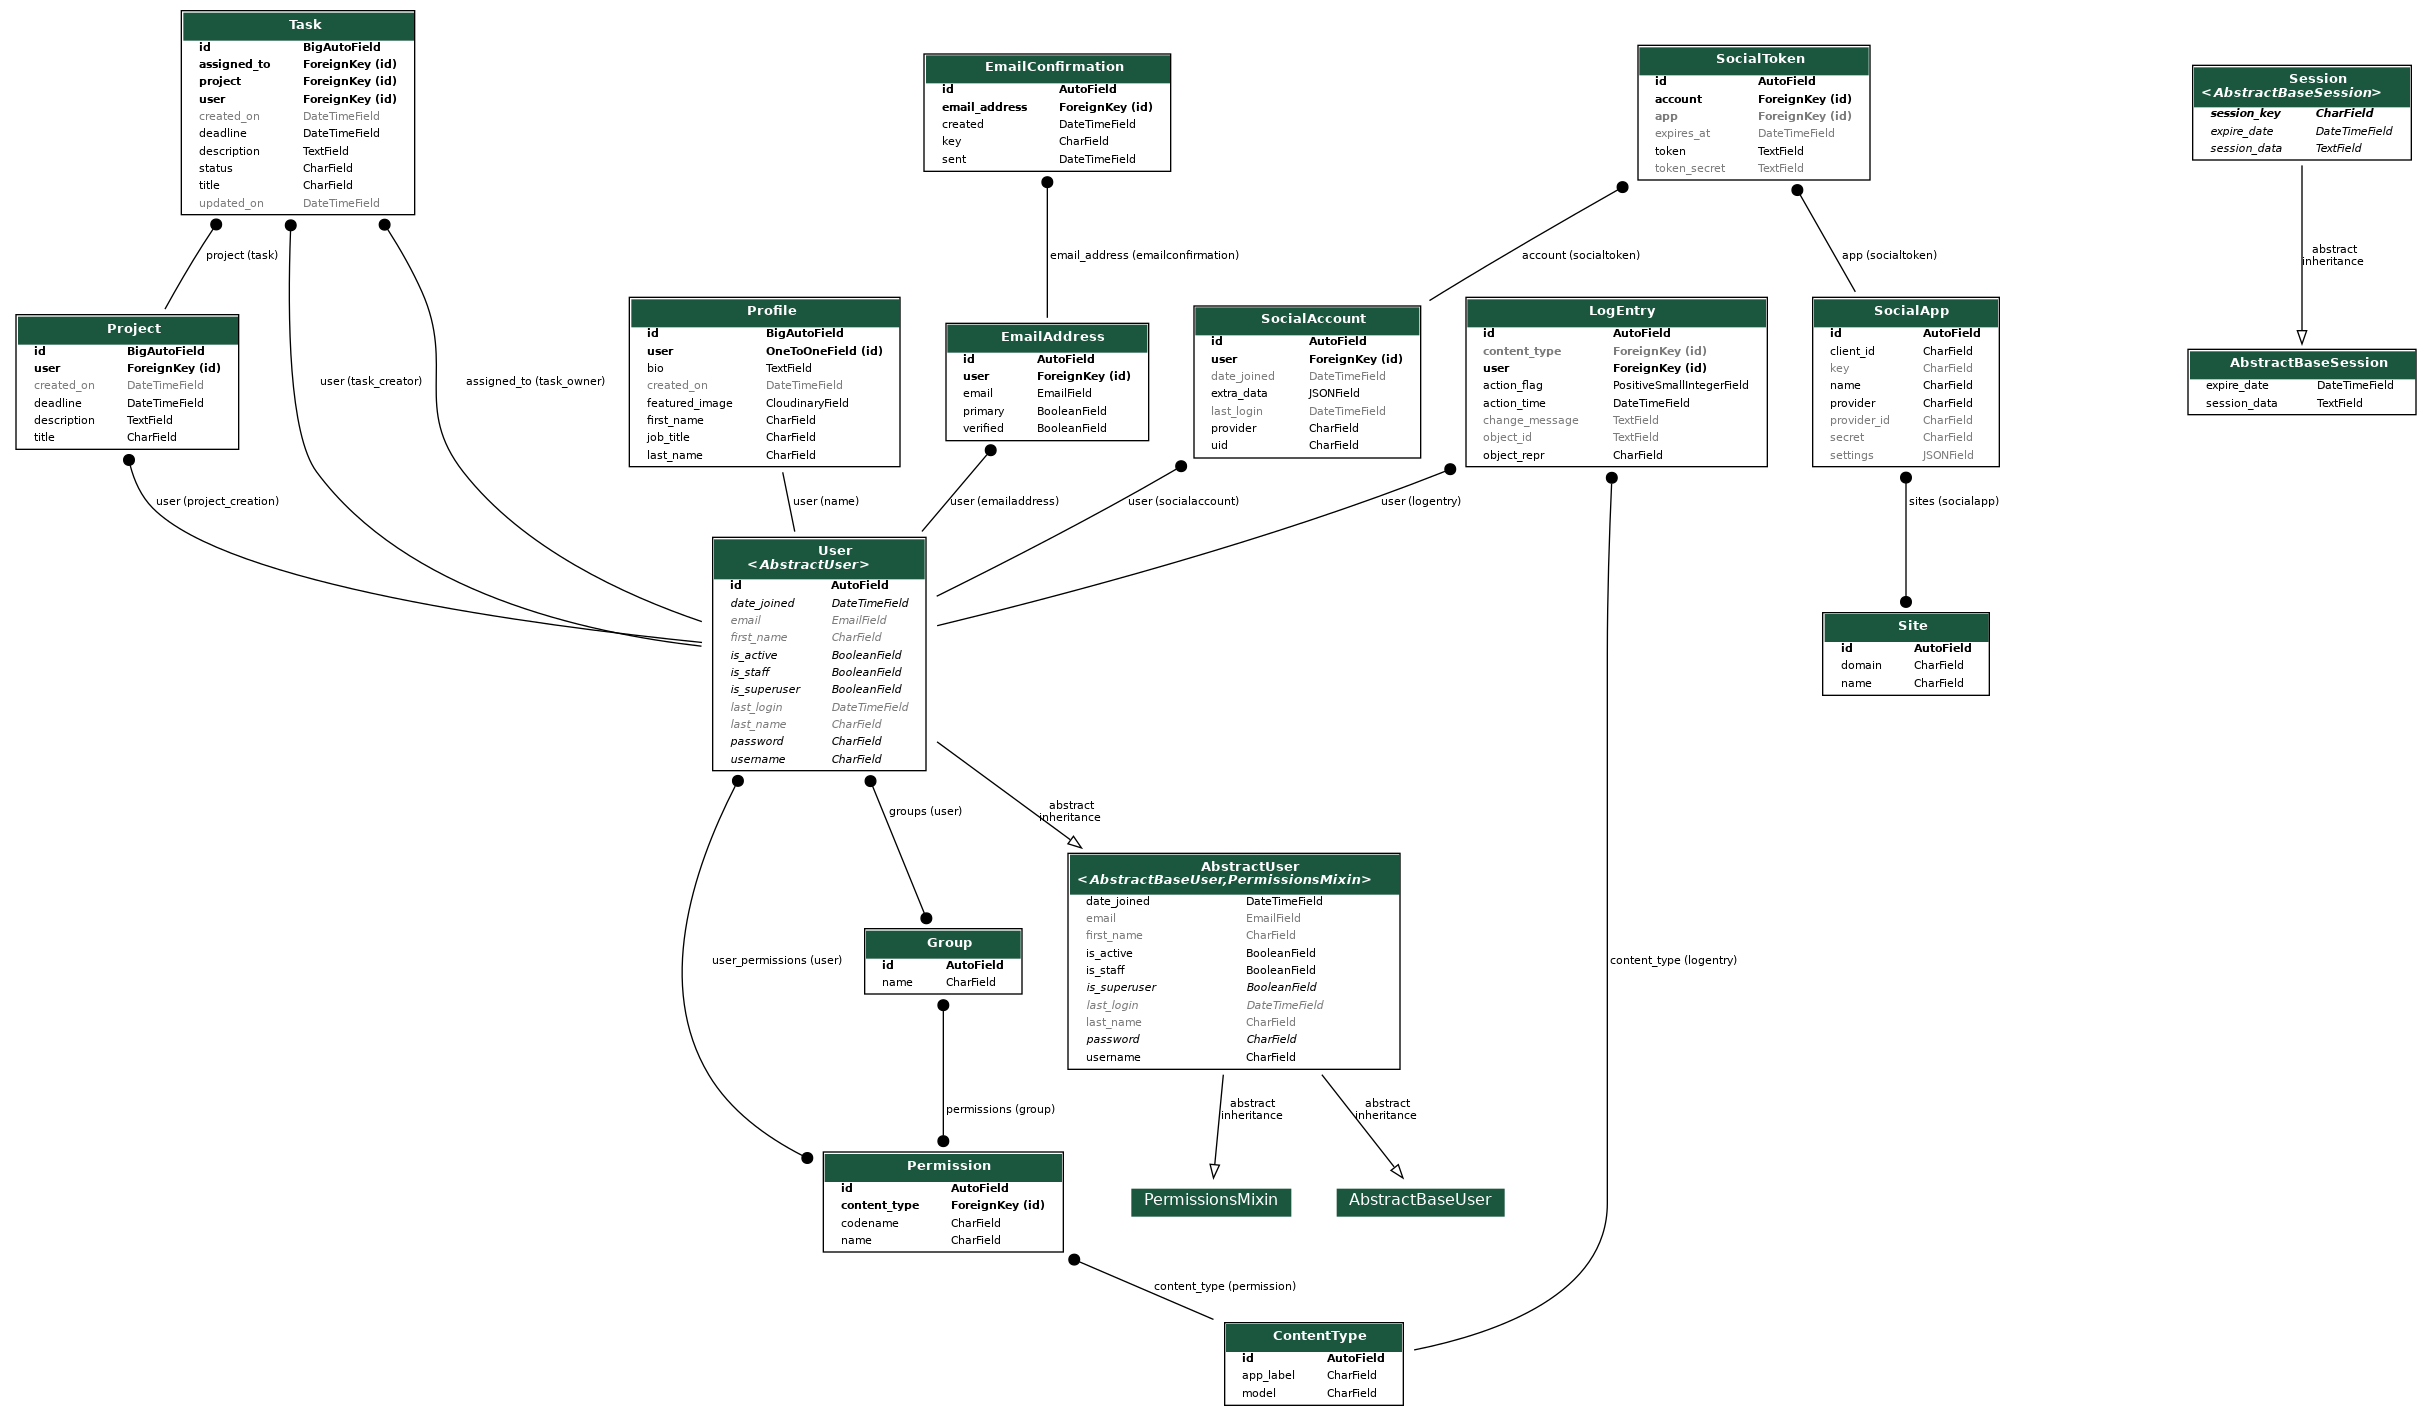 Task
id BigAutoField
assigned_to ForeignKey (id)
project ForeignKey (id)
user ForeignKey (id)
created_on DateTimeField
deadline DateTimeField
description TextField
status CharField
title CharField
updated_on DateTimeField
EmailConfirmation
id AutoField
email_address ForeignKey (id)
created DateTimeField
key CharField
sent DateTimeField
SocialToken
id AutoField
account ForeignKey (id)
app ForeignKey (id)
expires_at DateTimeField
token TextField
token_secret TextField
Session
<AbstractBaseSession>
session_key CharField
expire_date DateTimeField
session_data TextField
project (task)
email_address (emailconfirmation)
account (socialtoken)
app (socialtoken)
abstract
inheritance
Project
id BigAutoField
user ForeignKey (id)
created_on DateTimeField
deadline DateTimeField
description TextField
title CharField
user (task_creator)
assigned_to (task_owner)
Profile
id BigAutoField
user OneToOneField (id)
bio TextField
created_on DateTimeField
featured_image CloudinaryField
first_name CharField
job_title CharField
last_name CharField
EmailAddress
id AutoField
user ForeignKey (id)
email EmailField
primary BooleanField
verified BooleanField
SocialAccount
id AutoField
user ForeignKey (id)
date_joined DateTimeField
extra_data JSONField
last_login DateTimeField
provider CharField
uid CharField
LogEntry
id AutoField
content_type ForeignKey (id)
user ForeignKey (id)
action_flag PositiveSmallIntegerField
action_time DateTimeField
change_message TextField
object_id TextField
object_repr CharField
SocialApp
id AutoField
client_id CharField
key CharField
name CharField
provider CharField
provider_id CharField
secret CharField
settings JSONField
AbstractBaseSession
expire_date DateTimeField
session_data TextField
user (project_creation)
user (name)
user (emailaddress)
user (socialaccount)
user (logentry)
sites (socialapp)
User
<AbstractUser>
id AutoField
date_joined DateTimeField
email EmailField
first_name CharField
is_active BooleanField
is_staff BooleanField
is_superuser BooleanField
last_login DateTimeField
last_name CharField
password CharField
username CharField
Site
id AutoField
domain CharField
name CharField
groups (user)
abstract
inheritance
AbstractUser
<AbstractBaseUser,PermissionsMixin>
date_joined DateTimeField
email EmailField
first_name CharField
is_active BooleanField
is_staff BooleanField
is_superuser BooleanField
last_login DateTimeField
last_name CharField
password CharField
username CharField
Group
id AutoField
name CharField
user_permissions (user)
content_type (logentry)
permissions (group)
abstract
inheritance
abstract
inheritance
Permission
id AutoField
content_type ForeignKey (id)
codename CharField
name CharField
PermissionsMixin
AbstractBaseUser
content_type (permission)
ContentType
id AutoField
app_label CharField
model CharField